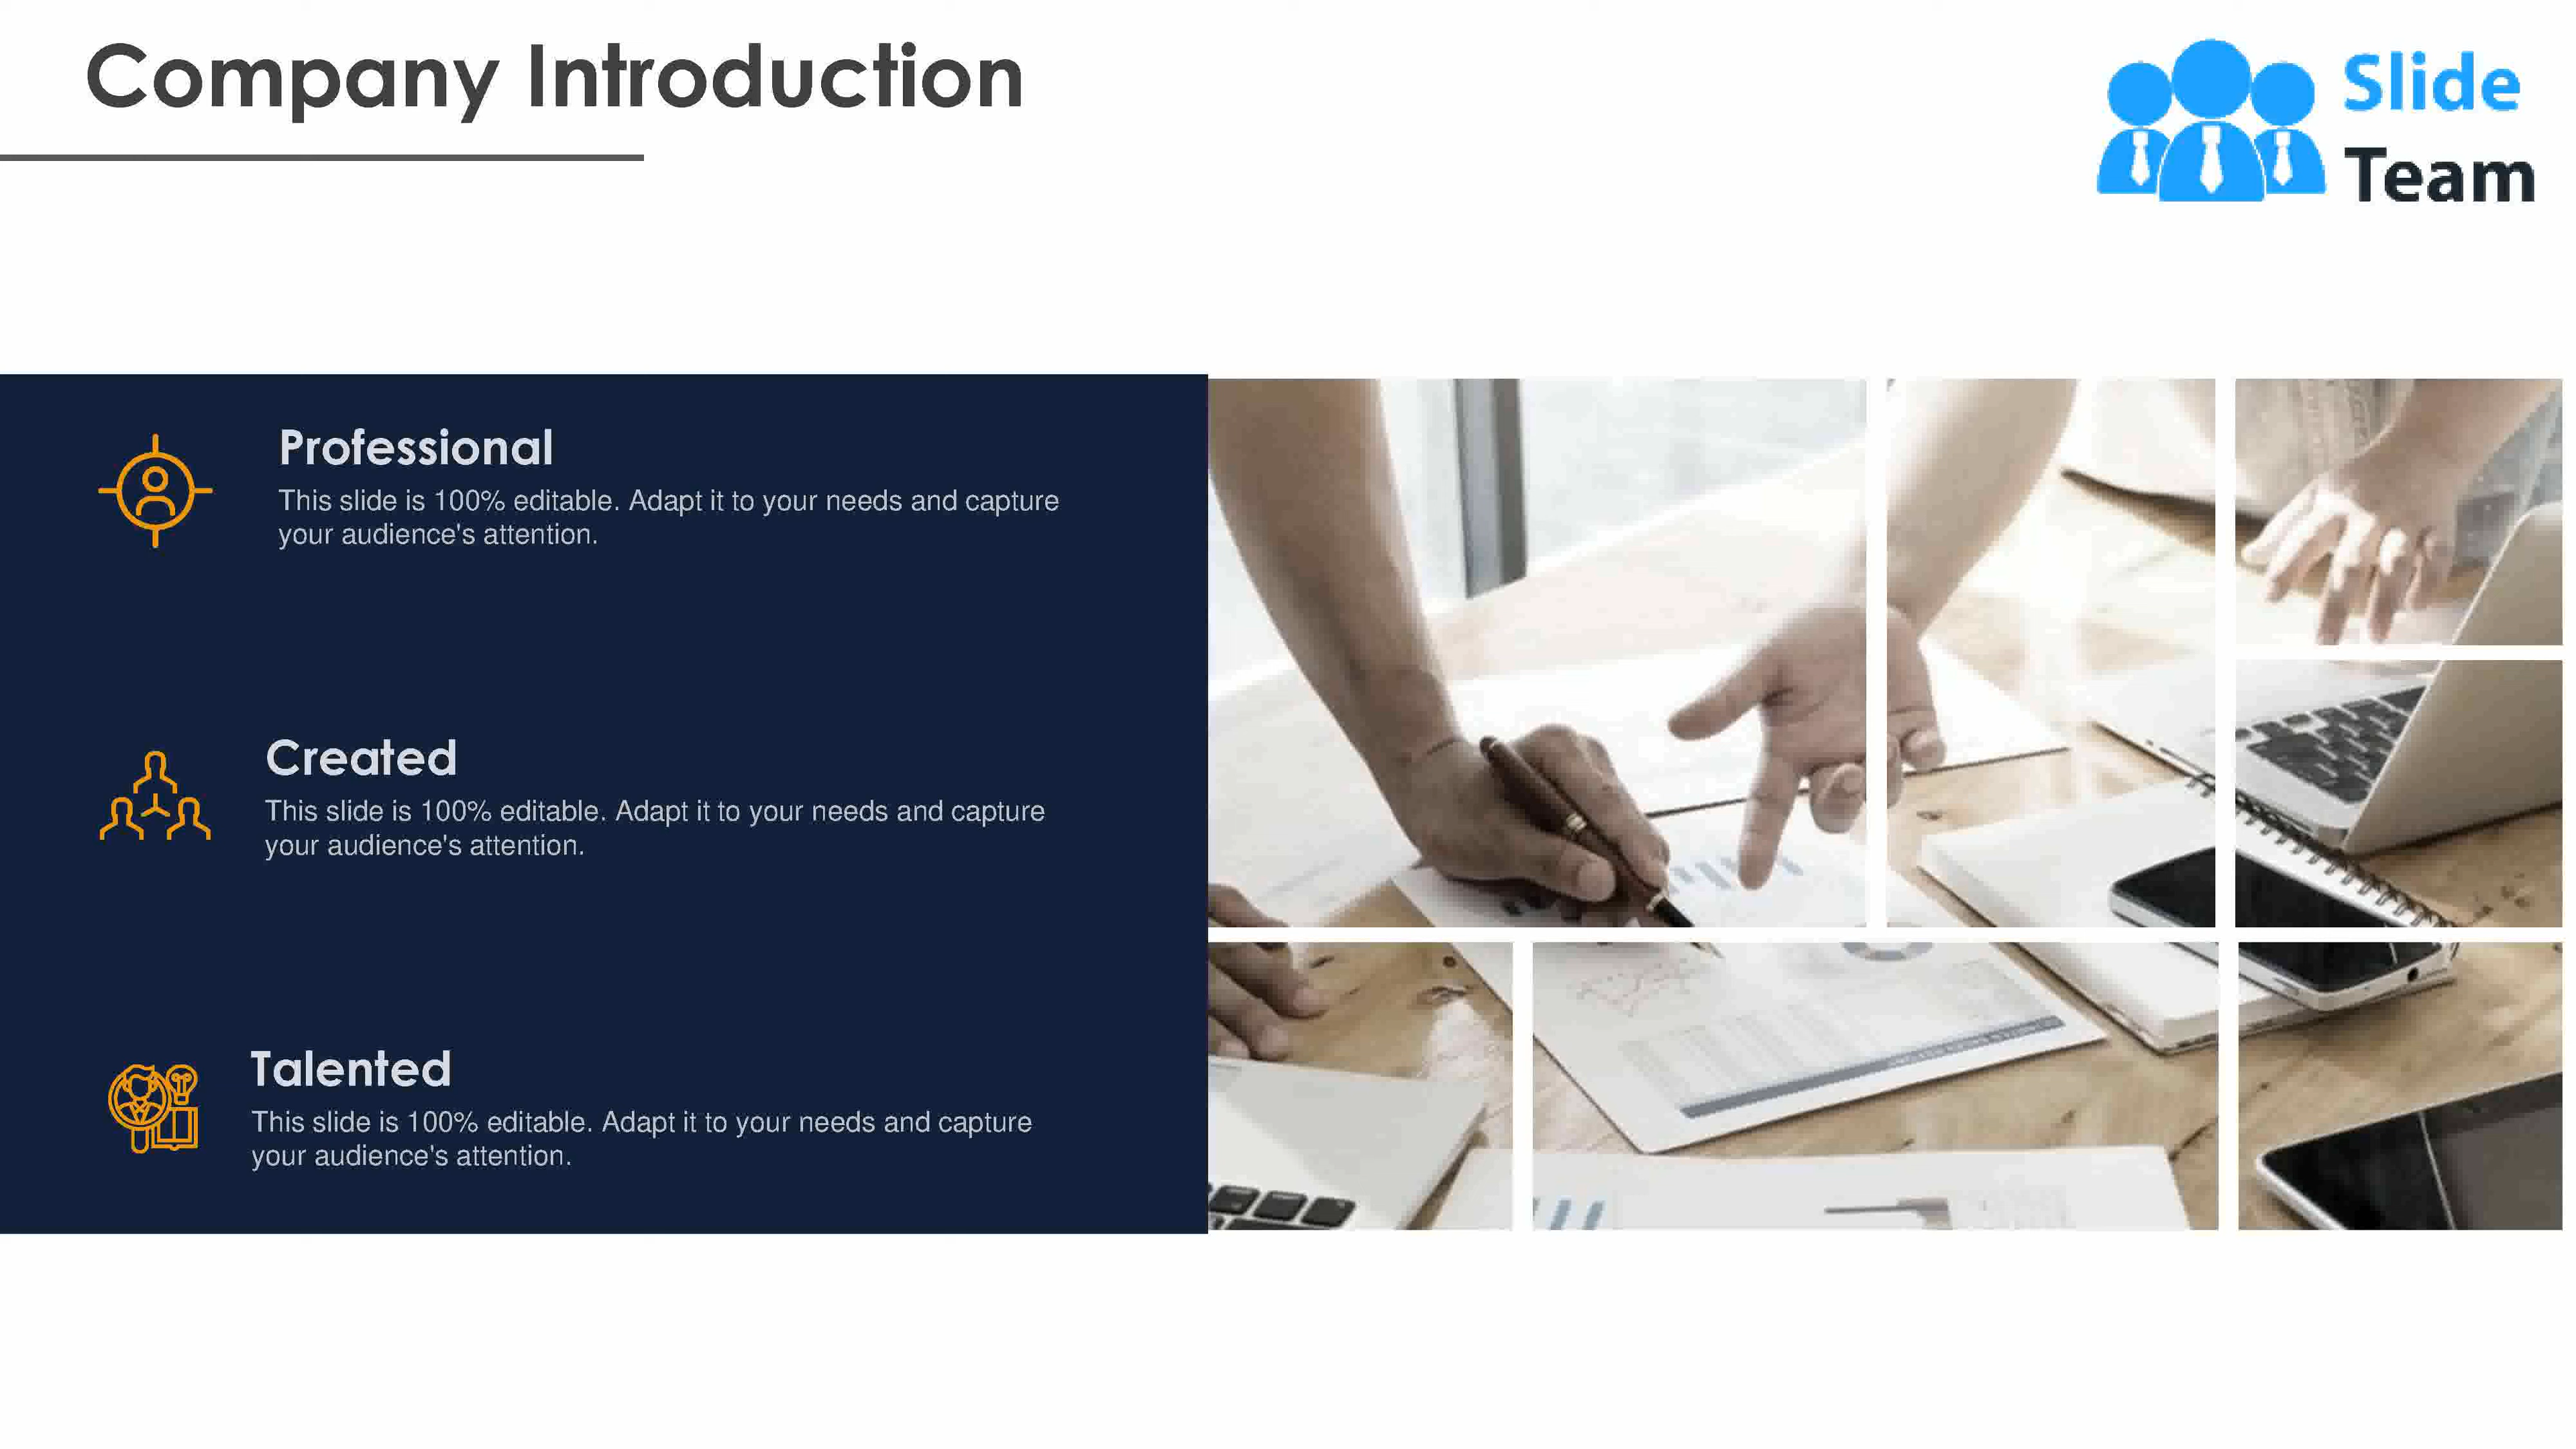 Company Introduction
Slide
Team
Professional
This slide is 100% editable. Adapt it to your needs and capture
your audience's attention.
Created
This slide is 100% editable. Adapt it to your needs and capture
your audience's attention.
Talented
This slide is 100% editable. Adapt it to your needs and capture
your audience's attention.